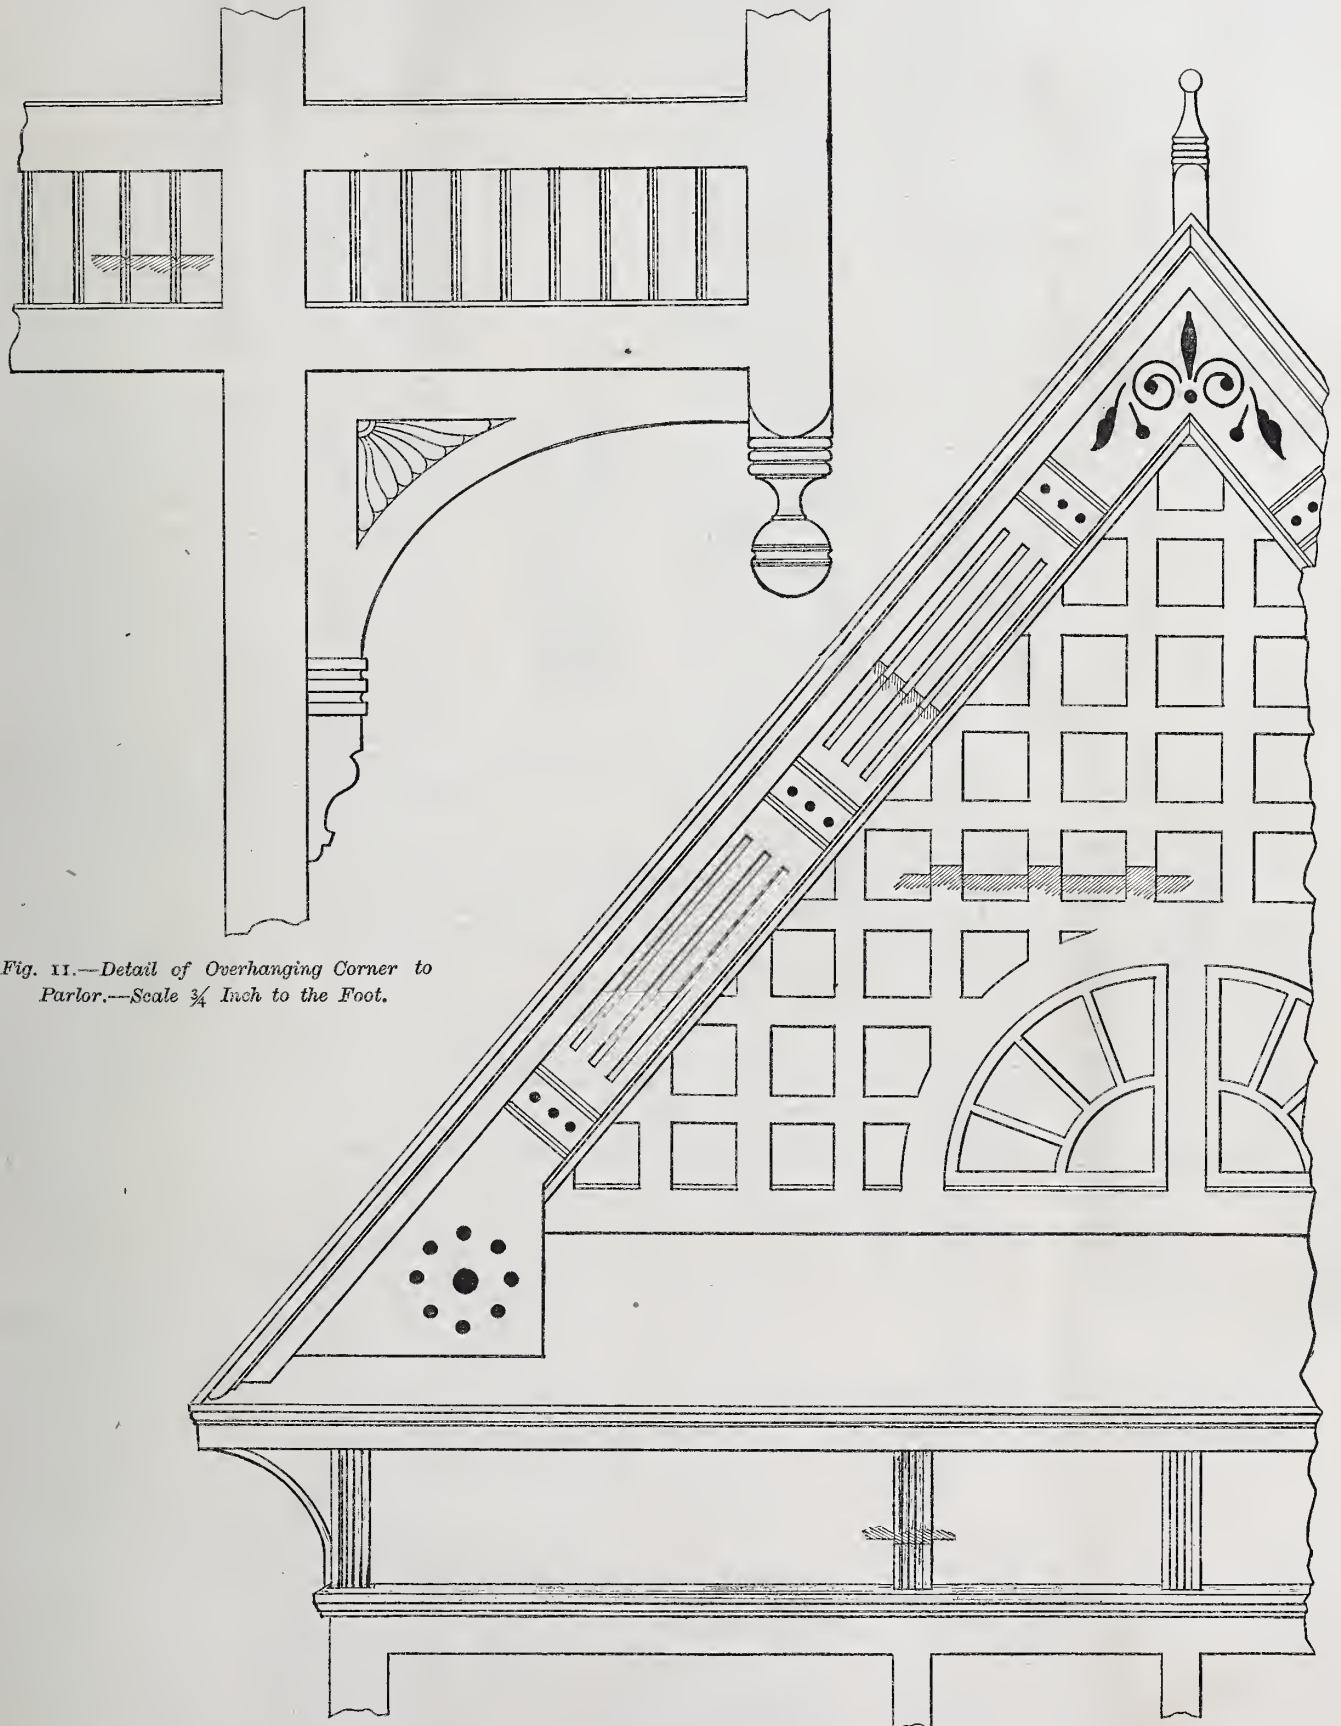 Fig. 11.—Detail of Overhanging Corner to
Parlor.—Scale ¾ Inch to the Foot.